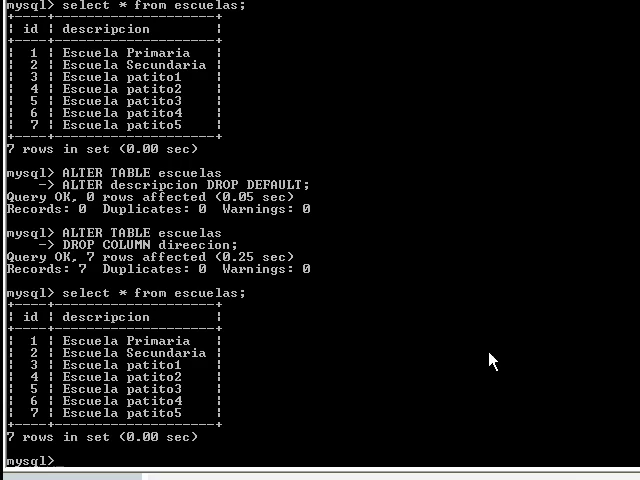 mysql> select * from escuelas;
+----+--------------------+
| id | descripcion        |
+----+--------------------+
|  1 | Escuela Primaria   |
|  2 | Escuela Secundaria |
|  3 | Escuela patito1    |
|  4 | Escuela patito2    |
|  5 | Escuela patito3    |
|  6 | Escuela patito4    |
|  7 | Escuela patito5    |
+----+--------------------+
7 rows in set (0.00 sec)
mysql> ALTER TABLE escuelas
    -> ALTER descripcion DROP DEFAULT;
Query OK, 0 rows affected (0.05 sec)
Records: 0  Duplicates: 0  Warnings: 0
mysql> ALTER TABLE escuelas
    -> DROP COLUMN direecion;
Query OK, 7 rows affected (0.25 sec)
Records: 7  Duplicates: 0  Warnings: 0
mysql> select * from escuelas;
+----+--------------------+
| id | descripcion        |
+----+--------------------+
|  1 | Escuela Primaria   |
|  2 | Escuela Secundaria |
|  3 | Escuela patito1    |
|  4 | Escuela patito2    |
|  5 | Escuela patito3    |
|  6 | Escuela patito4    |
|  7 | Escuela patito5    |
+----+--------------------+
7 rows in set (0.00 sec)
mysql> _